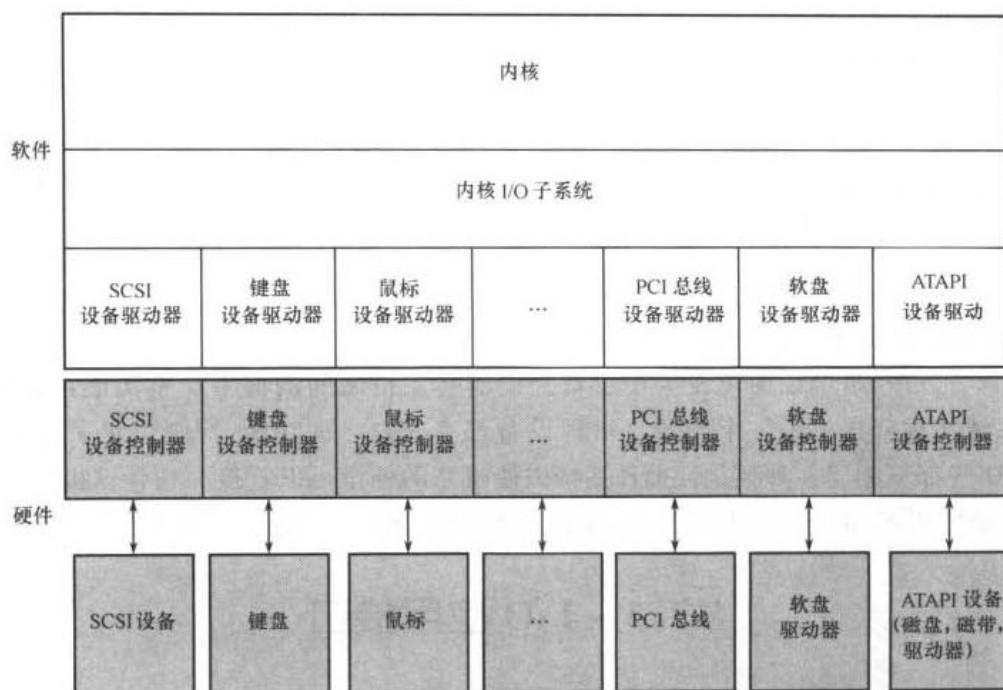 内核
软件
内核 I/O 子系统
SCSI
设备驱动器
键盘
设备驱动器
鼠标
设备驱动器
...
PCI 总线
设备驱动器
软盘
设备驱动器
ATAPI
设备驱动
SCSI
设备控制器
键盘
设备控制器
鼠标
设备控制器
...
PCI 总线
设备控制器
软盘
设备控制器
ATAPI
设备控制器
硬件
SCSI 设备
键盘
鼠标
...
PCI 总线
软盘
驱动器
ATAPI 设备
(磁盘,磁带,
驱动器)